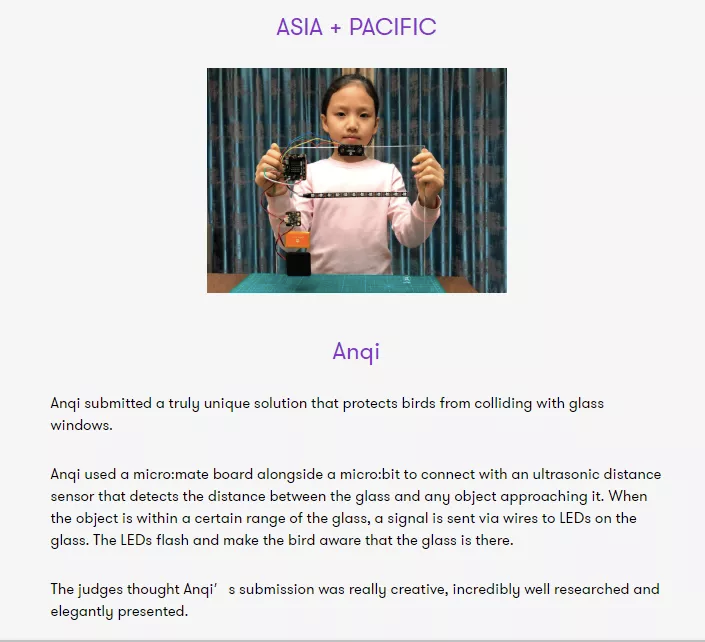 ASIA + PACIFIC
Anqi
Anqi submitted a truly unique solution that protects birds from colliding with glass
windows.
Anqi used a micro:mate board alongside a micro:bit to connect with an ultrasonic distance
sensor that detects the distance between the glass and any object approaching it. When
the object is within a certain range of the glass, a signal is sent via wires to LEDs on the
glass. The LEDs flash and make the bird aware that the glass is there.
The judges thought Anqi′ s submission was really creative, incredibly well researched and
elegantly presented.